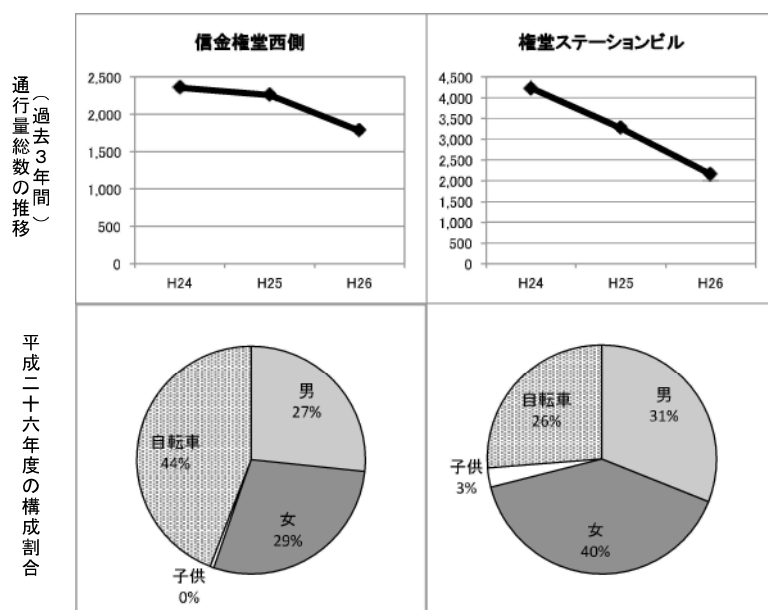 通行量総数の推移
（過去3年間）
信金権堂西側
2,500
2,000
1,500
1,000
500
0
H24
H25
H26
権堂ステーションビル
4,500
4,000
3,500
3,000
2,500
2,000
1,500
1,000
500
0
H24
H25
H26
平成二十六年度の構成割合
男
27%
女
29%
子供
0%
自転車
44%
男
31%
女
40%
子供
3%
自転車
26%